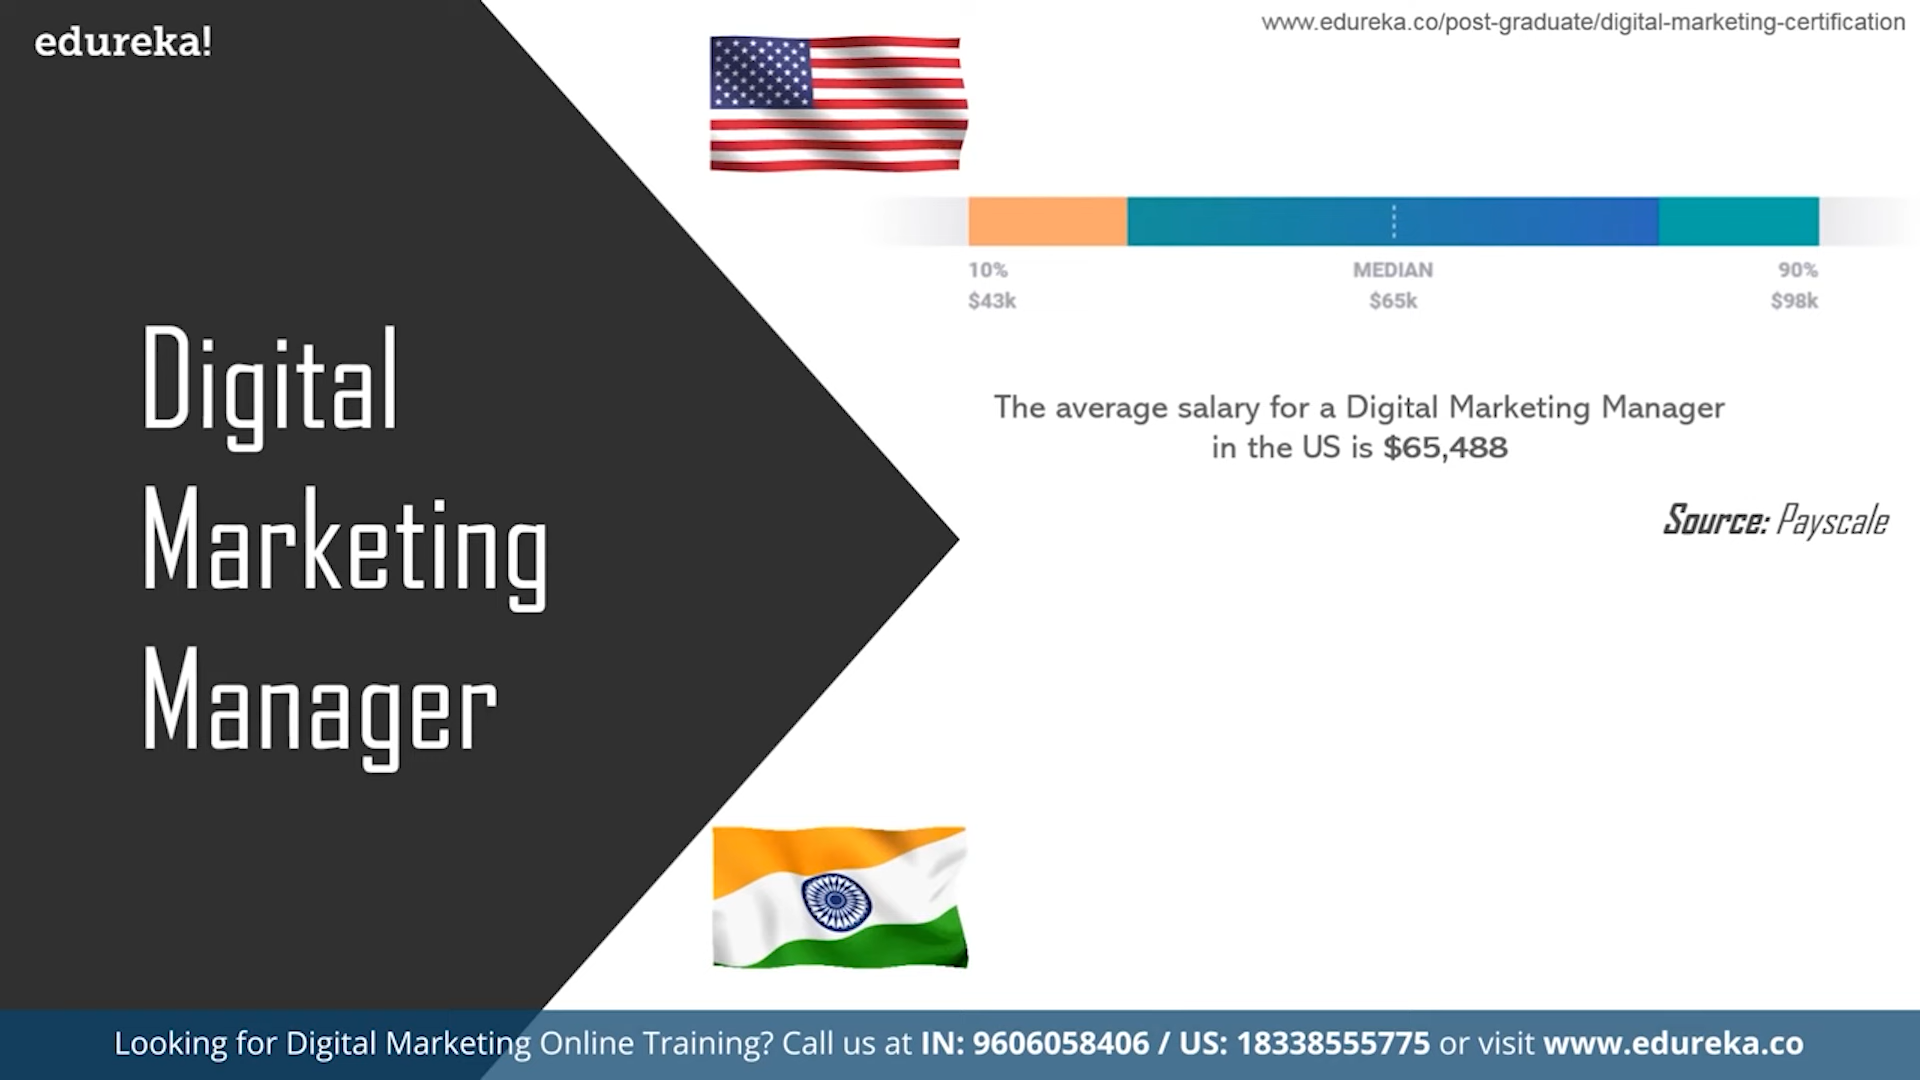 edureka!
www.edureka.co/post-graduate/digital-marketing-certification
Digital
Marketing
Manager
10%
MEDIAN
90%
$43k
$65k
$98k
The average salary for a Digital Marketing Manager
in the US is $65,488
Source: Payscale
Looking for Digital Marketing Online Training? Call us at IN: 9606058406 / US: 18338555775 or visit www.edureka.co